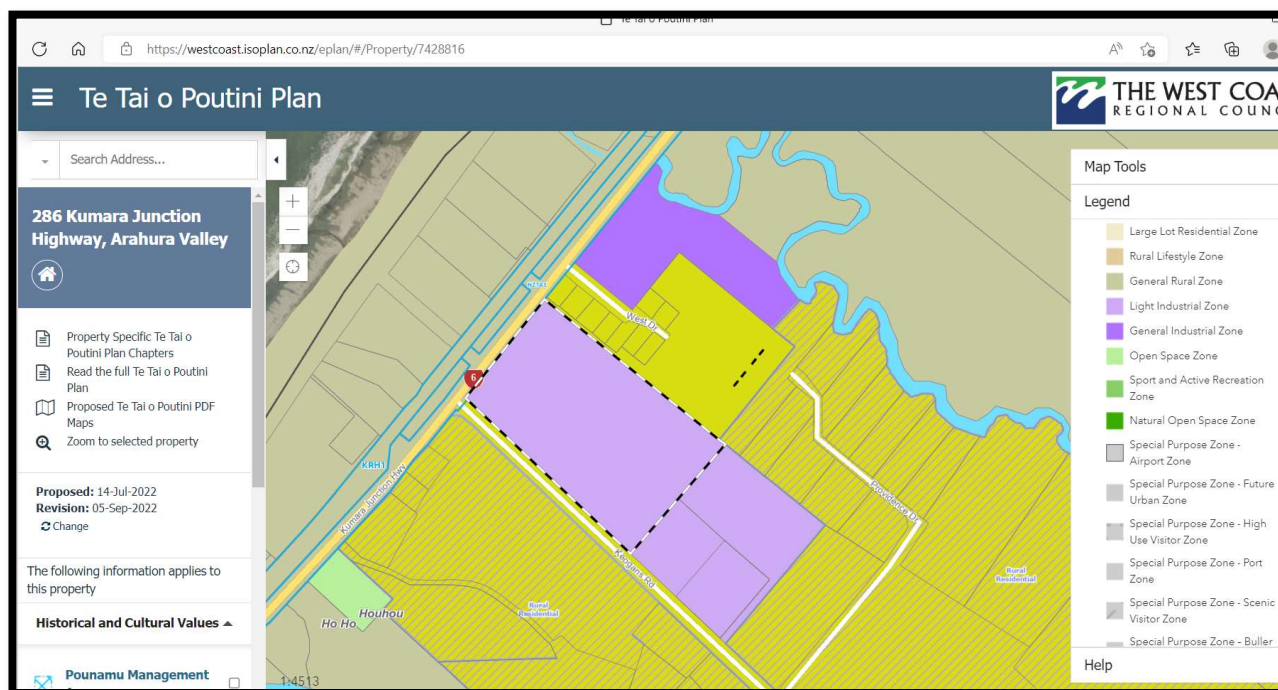 Te Tai o Poutini Plan
https://westcoast.isoplan.co.nz/eplan/#/Property/7428816
Te Tai o Poutini Plan
THE WEST COA
REGIONAL COUNC
Search Address...
286 Kumara Junction
Highway, Arahura Valley
Property Specific Te Tai o
Poutini Plan Chapters
Read the full Te Tai o Poutini
Plan
Proposed Te Tai o Poutini PDF
Maps
Zoom to selected property
Proposed: 14-Jul-2022
Revision: 05-Sep-2022
Change
The following information applies to
this property
Historical and Cultural Values
Pounamu Management
+
−
NZTA1
West Dr
6
KRH1
Kumara Junction Hwy
Keogans Rd
Providence Dr
Rural
Residential
Rural
Residential
Houhou
Ho Ho
1:4513
Map Tools
Legend
Large Lot Residential Zone
Rural Lifestyle Zone
General Rural Zone
Light Industrial Zone
General Industrial Zone
Open Space Zone
Sport and Active Recreation
Zone
Natural Open Space Zone
Special Purpose Zone -
Airport Zone
Special Purpose Zone - Future
Urban Zone
Special Purpose Zone - High
Use Visitor Zone
Special Purpose Zone - Port
Zone
Special Purpose Zone - Scenic
Visitor Zone
Special Purpose Zone - Buller
Help